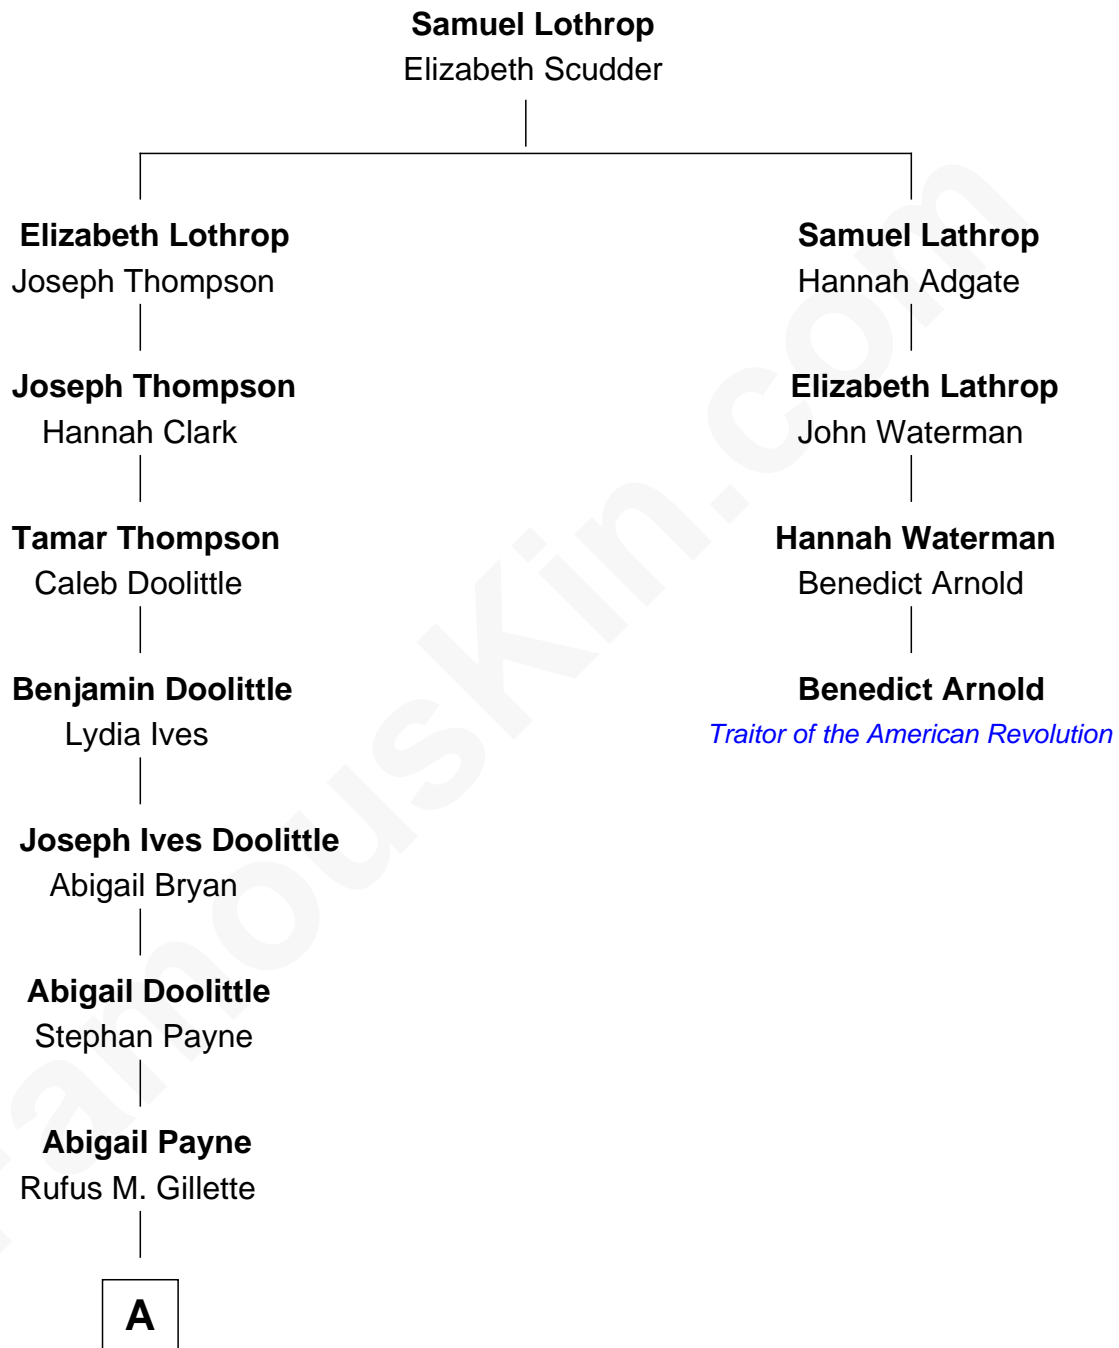 Samuel Lothrop
Elizabeth Scudder
Elizabeth Lothrop
Joseph Thompson
Samuel Lathrop
Hannah Adgate
Joseph Thompson
Hannah Clark
Elizabeth Lathrop
John Waterman
Tamar Thompson
Caleb Doolittle
Hannah Waterman
Benedict Arnold
Benjamin Doolittle
Lydia Ives
Benedict Arnold
Traitor of the American Revolution
Joseph Ives Doolittle
Abigail Bryan
Abigail Doolittle
Stephan Payne
Abigail Payne
Rufus M. Gillette
A
FamousKin.com